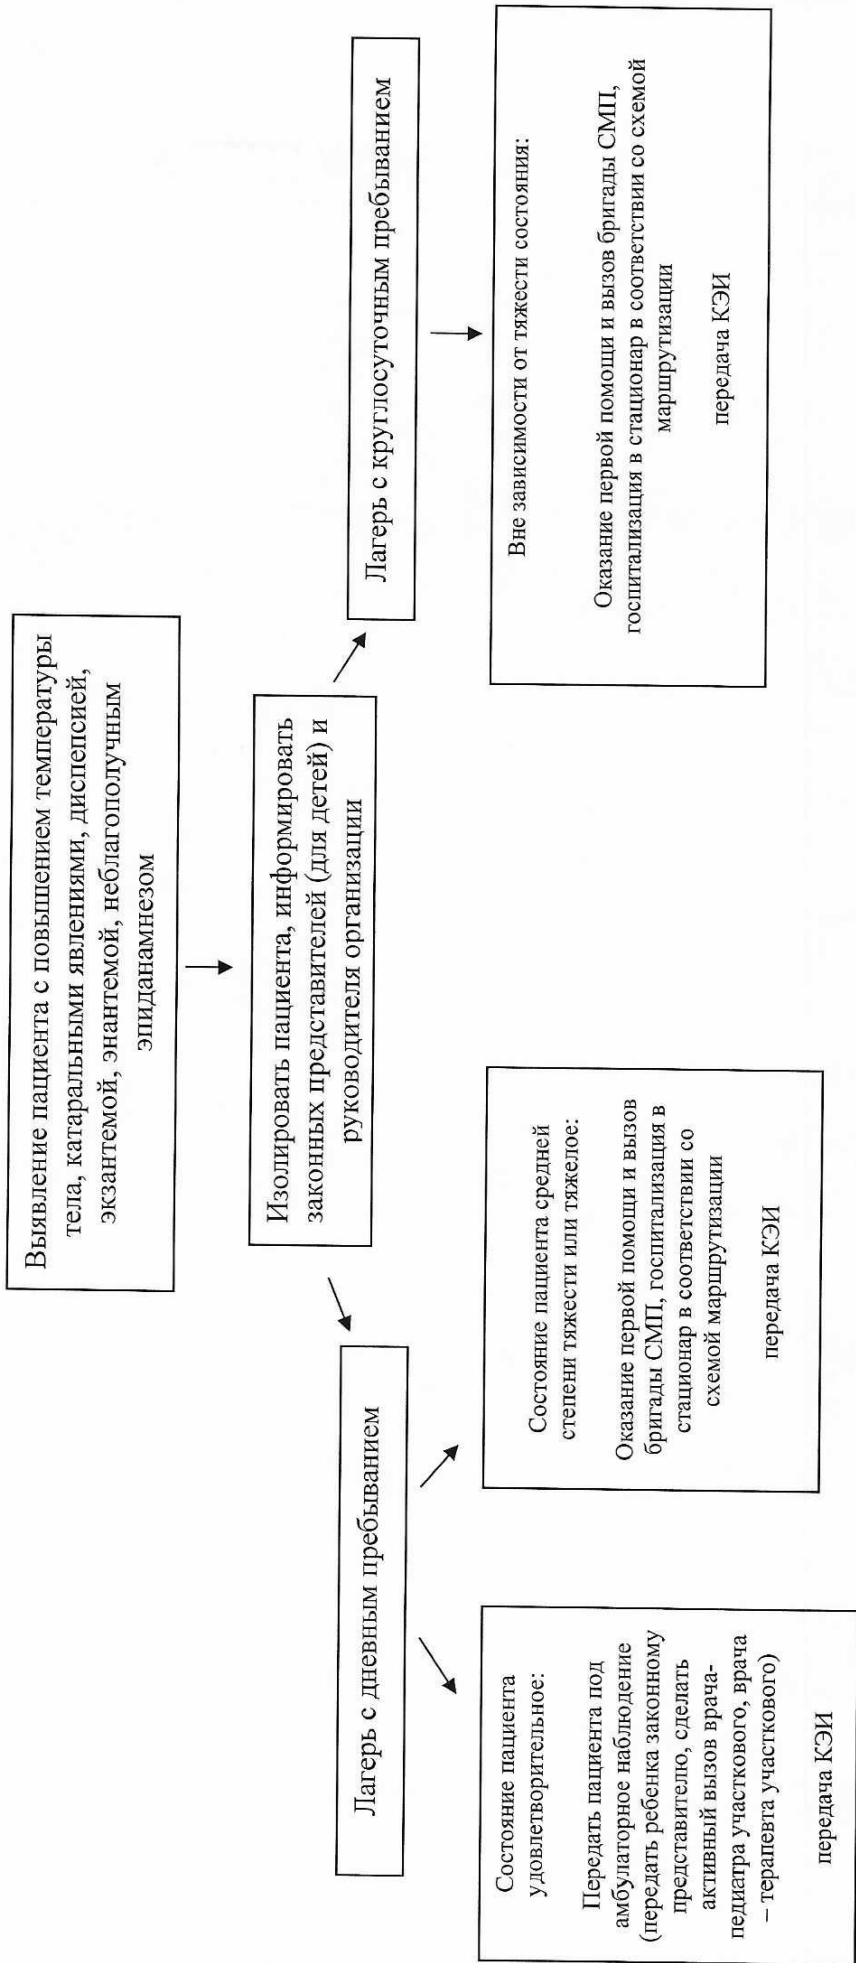 Выявление пациента с повышением температуры
тела, катаральными явлениями, диспепсией,
экзантемой, энантемой, неблагополучным
эпиданамнезом
Изолировать пациента, информировать
законных представителей (для детей) и
руководителя организации
Лагерь с дневным пребыванием
Лагерь с круглосуточным пребыванием
Состояние пациента
удовлетворительное:
Передать пациента под
амбулаторное наблюдение
(передать ребенка законному
представителю, сделать
активный вызов врача-
педиатра участкового, врача
– терапевта участкового)
передача КЭИ
Состояние пациента средней
степени тяжести или тяжелое:
Оказание первой помощи и вызов
бригады СМП, госпитализация в
стационар в соответствии со
схемой маршрутизации
передача КЭИ
Вне зависимости от тяжести состояния:
Оказание первой помощи и вызов бригады СМП,
госпитализация в стационар в соответствии со схемой
маршрутизации
передача КЭИ